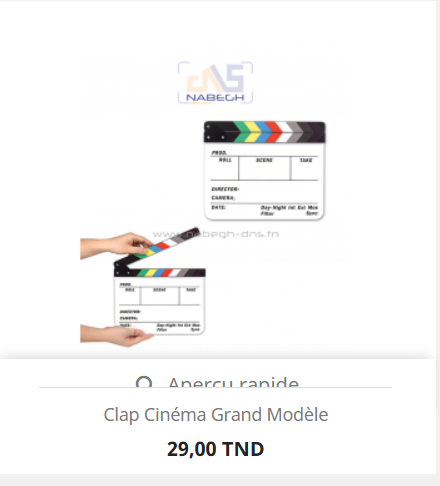 NABEGH
PROD.
ROLL SCENE TAKE
DIRECTOR:
CAMERA:
DATE: Day-Night Int Ext Mos
Filter Sync
www.nabegh-dns.tn
PROD.
ROLL SCENE TAKE
DIRECTOR:
CAMERA:
DATE: Day-Night Int Ext Mos
Filter Sync
Aperçu rapide
Clap Cinéma Grand Modèle
29,00 TND